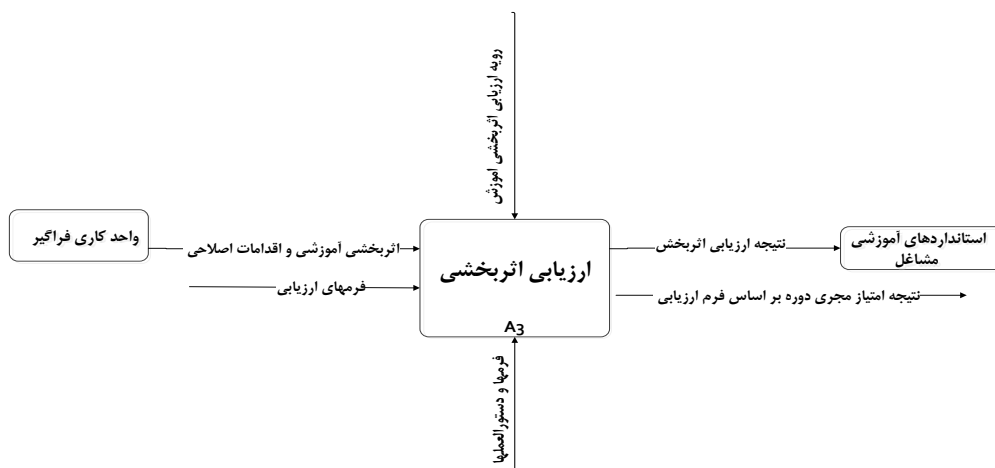 رویه ارزیابی اثربخشی اموزش
واحد کاری فراگیر
اثربخشی آموزشی و اقدامات اصلاحی
فرمهای ارزیابی
ارزیابی اثربخشی
A3
نتیجه ارزیابی اثربخش
استانداردهای آموزشی
مشاغل
نتیجه امتیاز مجری دوره بر اساس فرم ارزیابی
فرمها و دستورالعملها